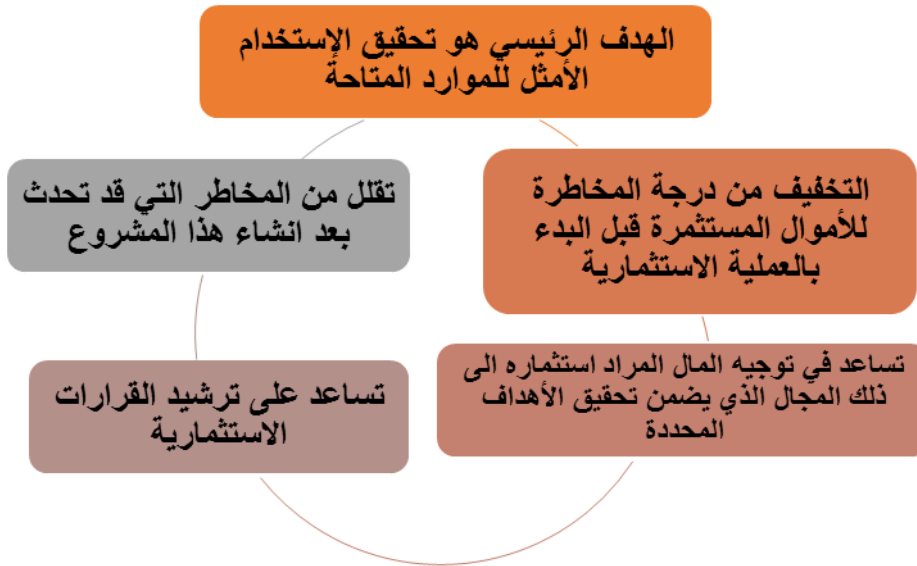 الهدف الرئيسي هو تحقيق الإستخدام
الأمثل للموارد المتاحة
التخفيف من درجة المخاطرة
للأموال المستثمرة قبل البدء
بالعملية الاستثمارية
تساعد في توجيه المال المراد استثماره الى
ذلك المجال الذي يضمن تحقيق الأهداف
المحددة
تساعد على ترشيد القرارات
الاستثمارية
تقلل من المخاطر التي قد تحدث
بعد انشاء هذا المشروع